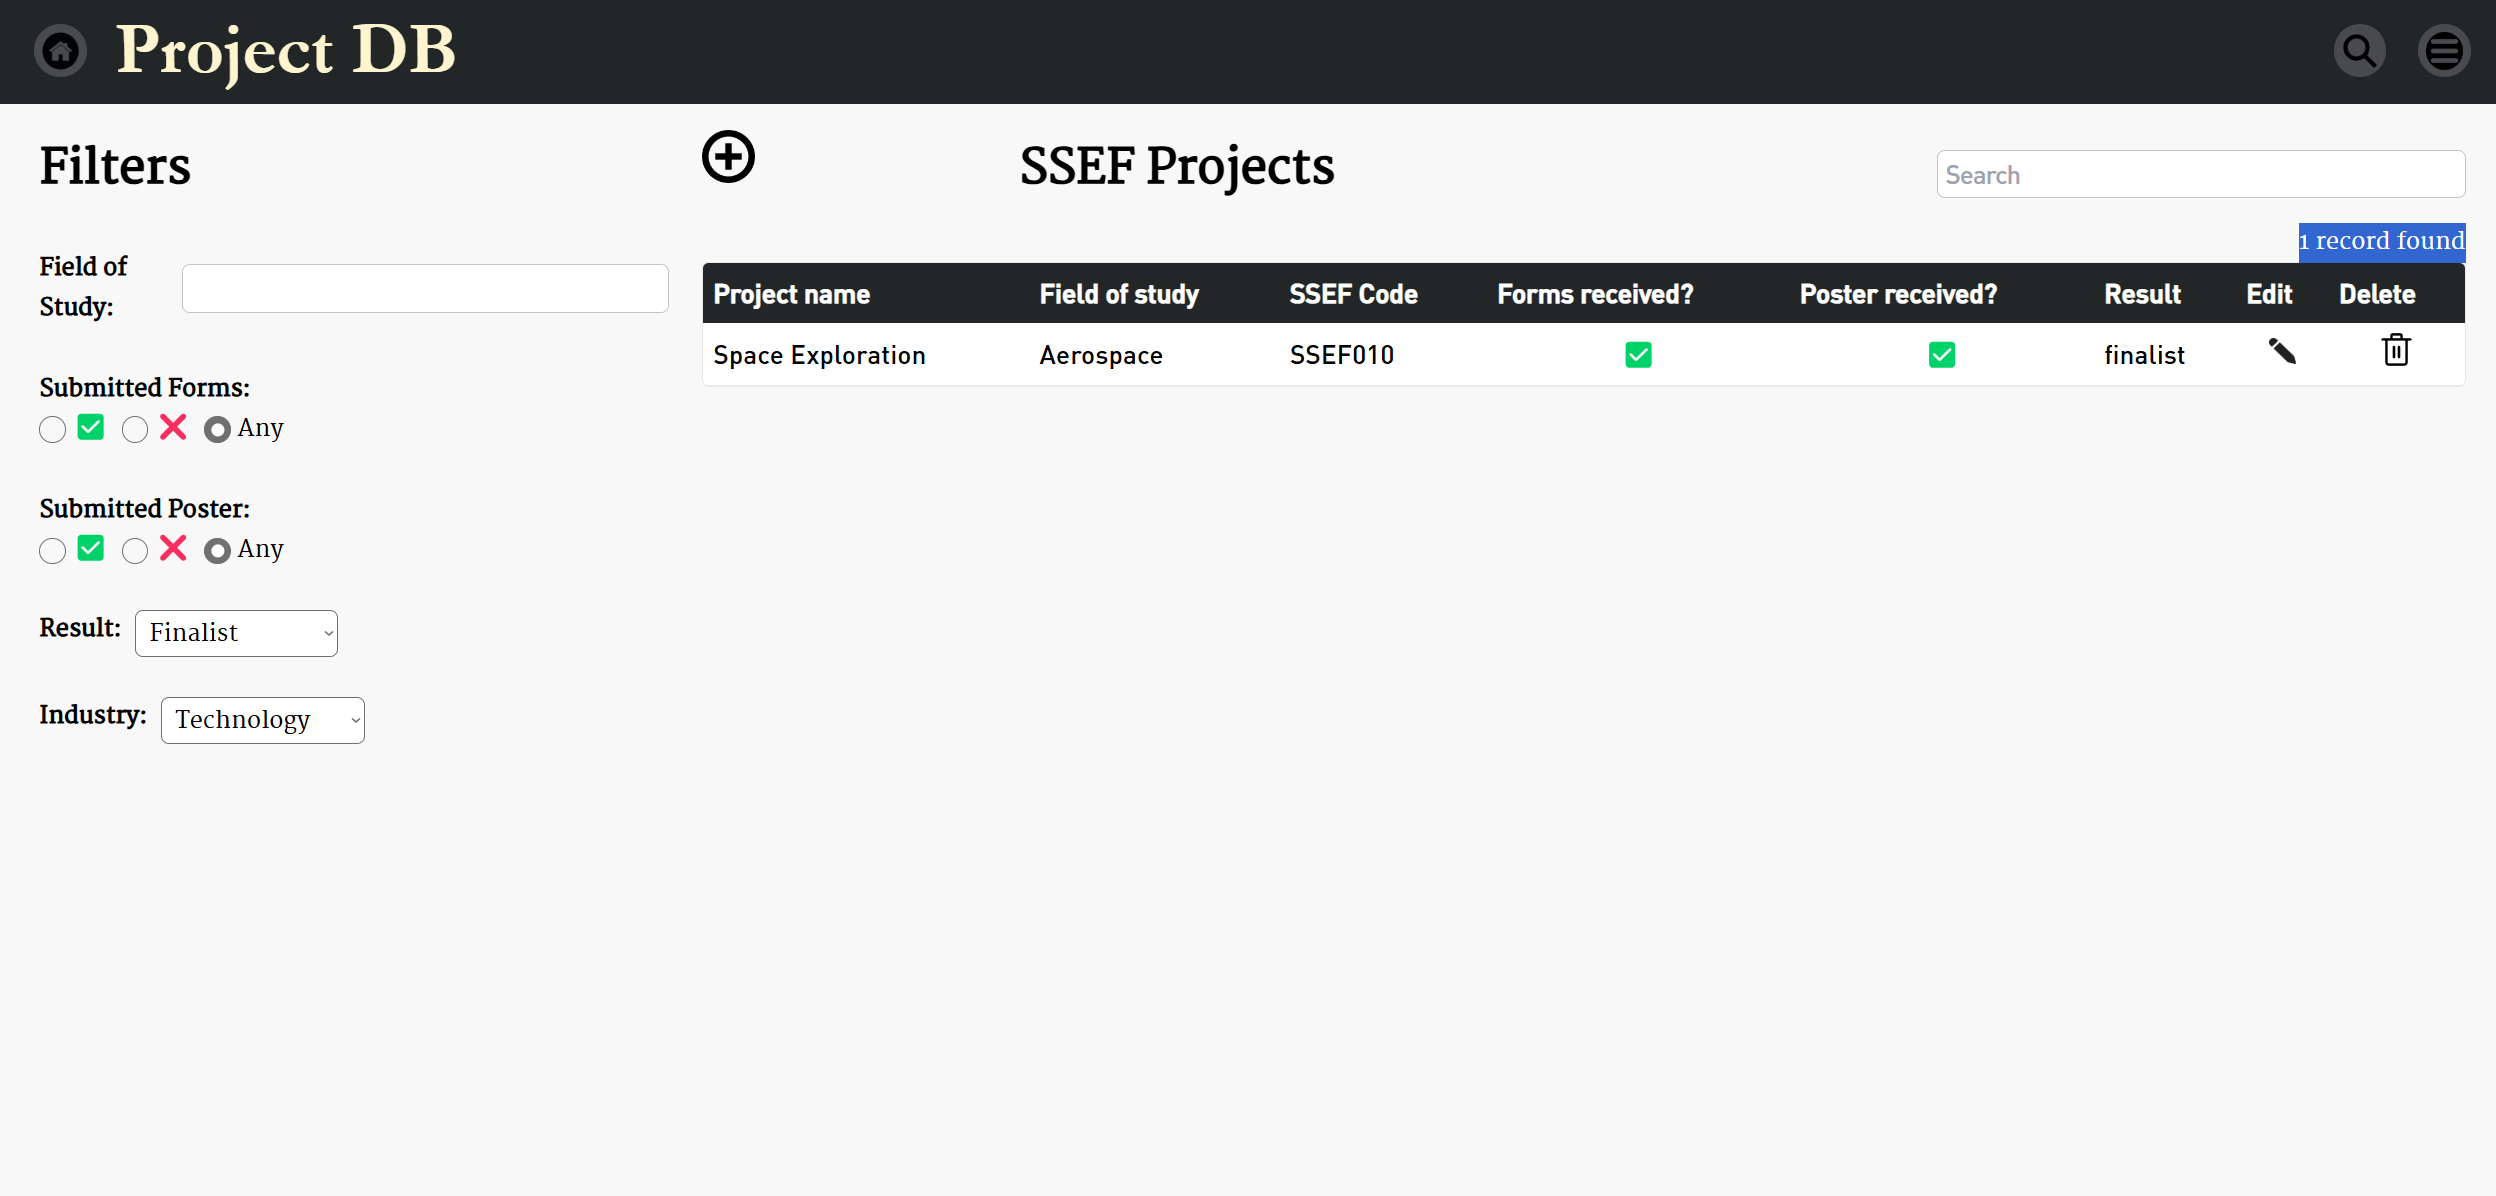 Project DB
Filters
Field of
Study:
Submitted Forms:
Any
Submitted Poster:
Any
Result: Finalist
Industry: Technology
SSEF Projects
Search
1 record found
Project name Field of study SSEF Code Forms received? Poster received? Result Edit Delete
Space Exploration Aerospace SSEF010 finalist